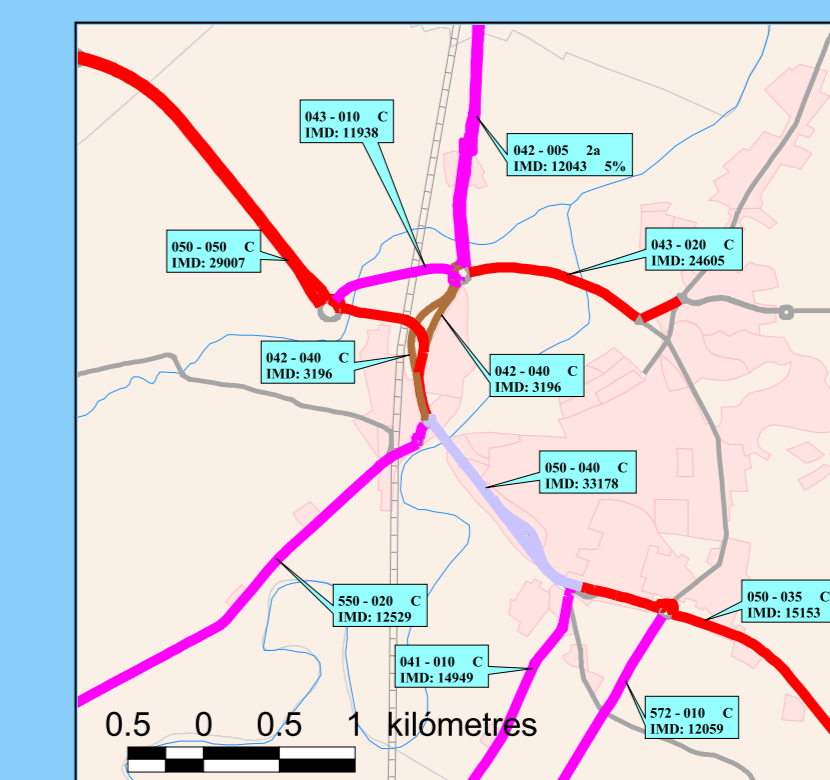 043 - 010 C
IMD: 11938
042 - 005 2a
IMD: 12043 5%
050 - 050 C
IMD: 29007
043 - 020 C
IMD: 24605
042 - 040 C
IMD: 3196
042 - 040 C
IMD: 3196
050 - 040 C
IMD: 33178
550 - 020 C
IMD: 12529
050 - 035 C
IMD: 15153
041 - 010 C
IMD: 14949
572 - 010 C
IMD: 12059
0.5 0 0.5 1 kilómetres